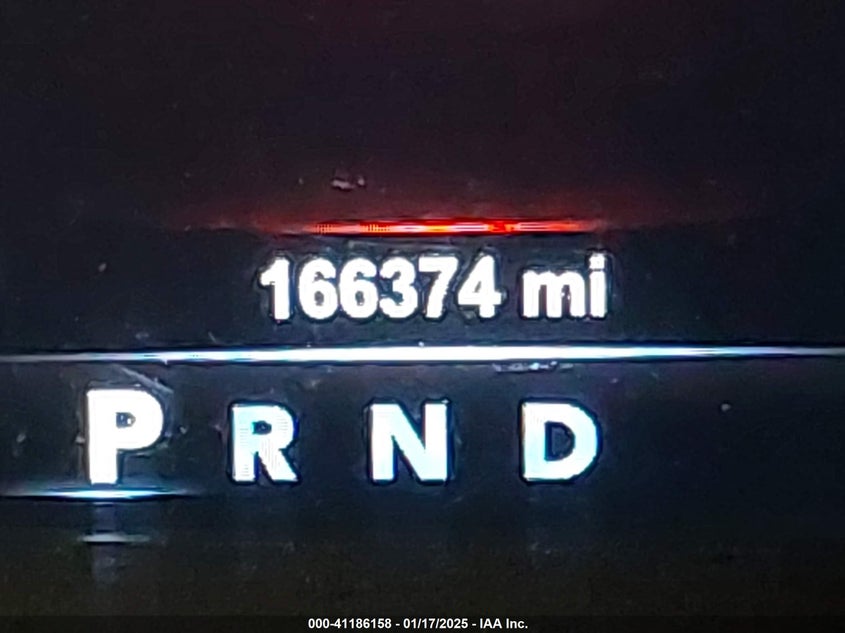 166374 mi
P R N D
000-41186158 - 01/17/2025 - IAA Inc.